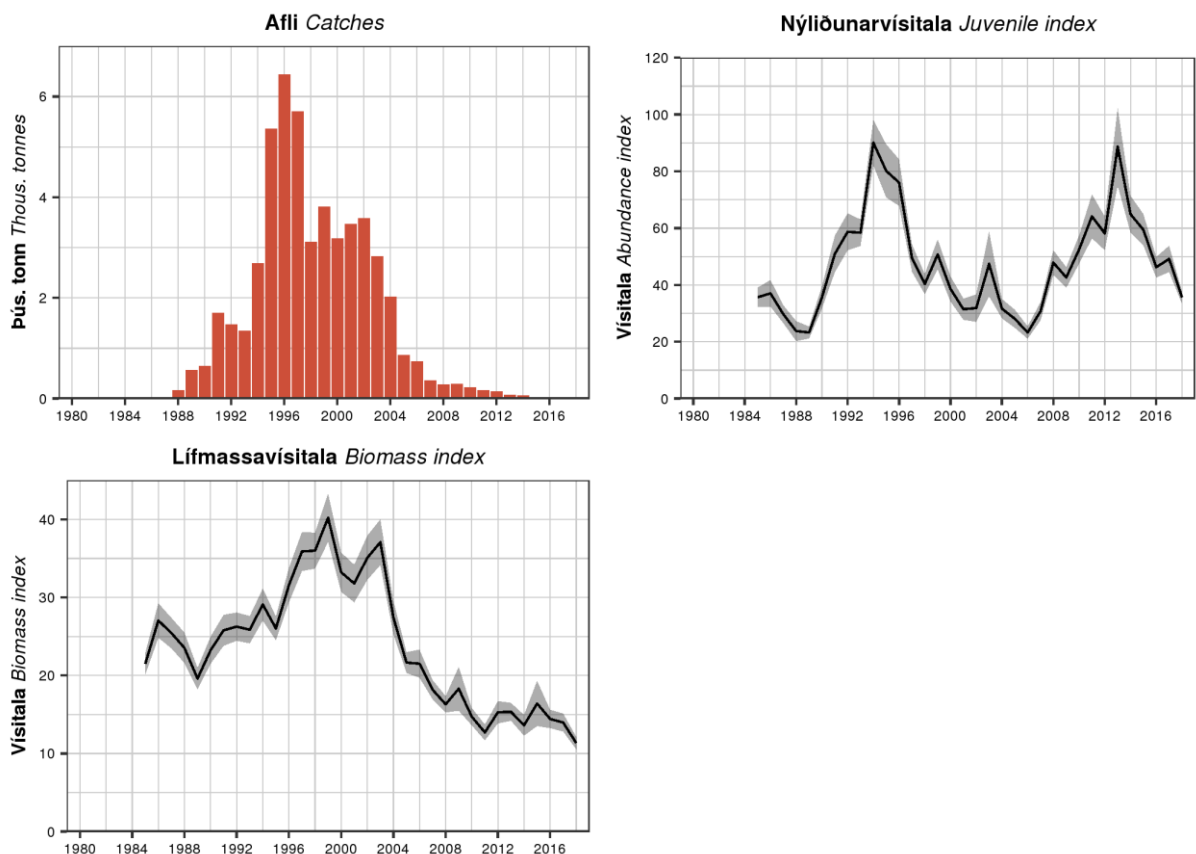 Afli Catches
Þús. tonn Thous. tonnes
6
4
2
0
1980 1984 1988 1992 1996 2000 2004 2008 2012 2016
Nýliðunarvísitala Juvenile index
Vísitala Abundance index
120
100
80
60
40
20
0
1980 1984 1988 1992 1996 2000 2004 2008 2012 2016
Lífmassavísitala Biomass index
Vísitala Biomass index
40
30
20
10
0
1980 1984 1988 1992 1996 2000 2004 2008 2012 2016